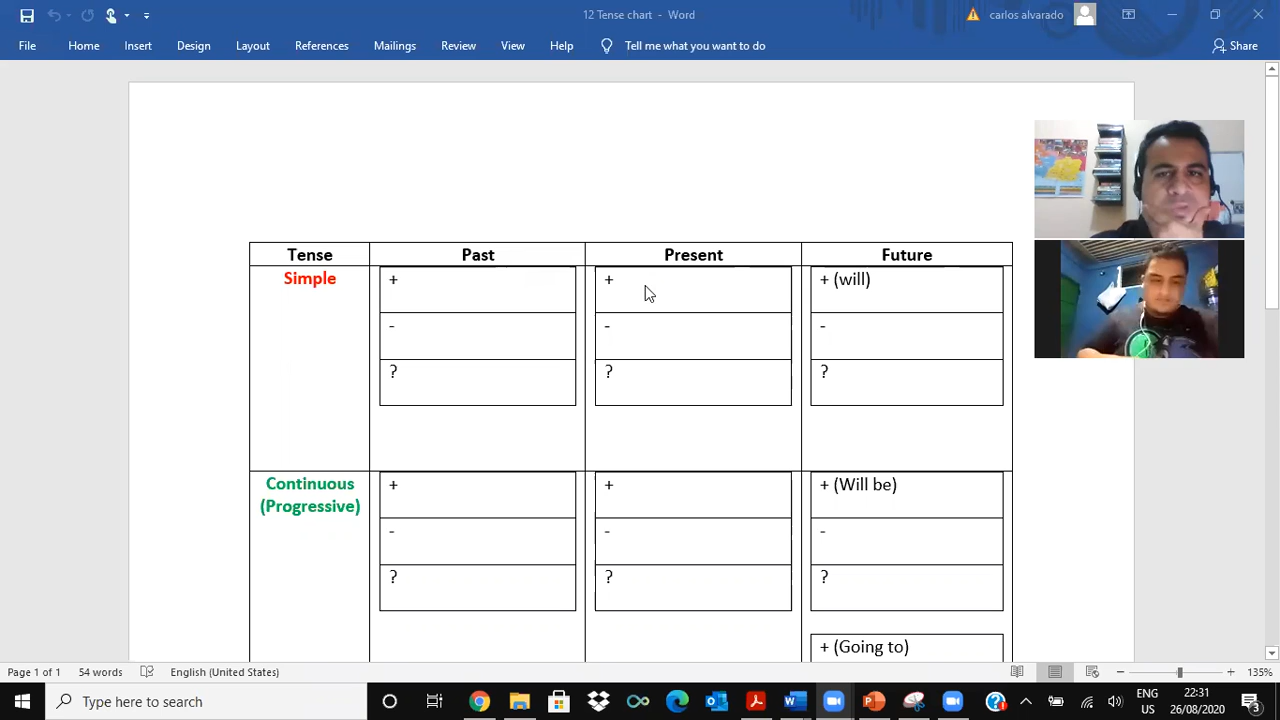 12 Tense chart - Word
carlos alvarado
File Home Insert Design Layout References Mailings Review View Help Tell me what you want to do Share
Tense Past Present Future
Simple + + + (will)
- - -
? ? ?
Continuous + + + (Will be)
(Progressive)
- - -
? ? ?
+ (Going to)
Page 1 of 1 54 words English (United States) 135%
Type here to search
ENG 22:31
US 26/08/2020 3